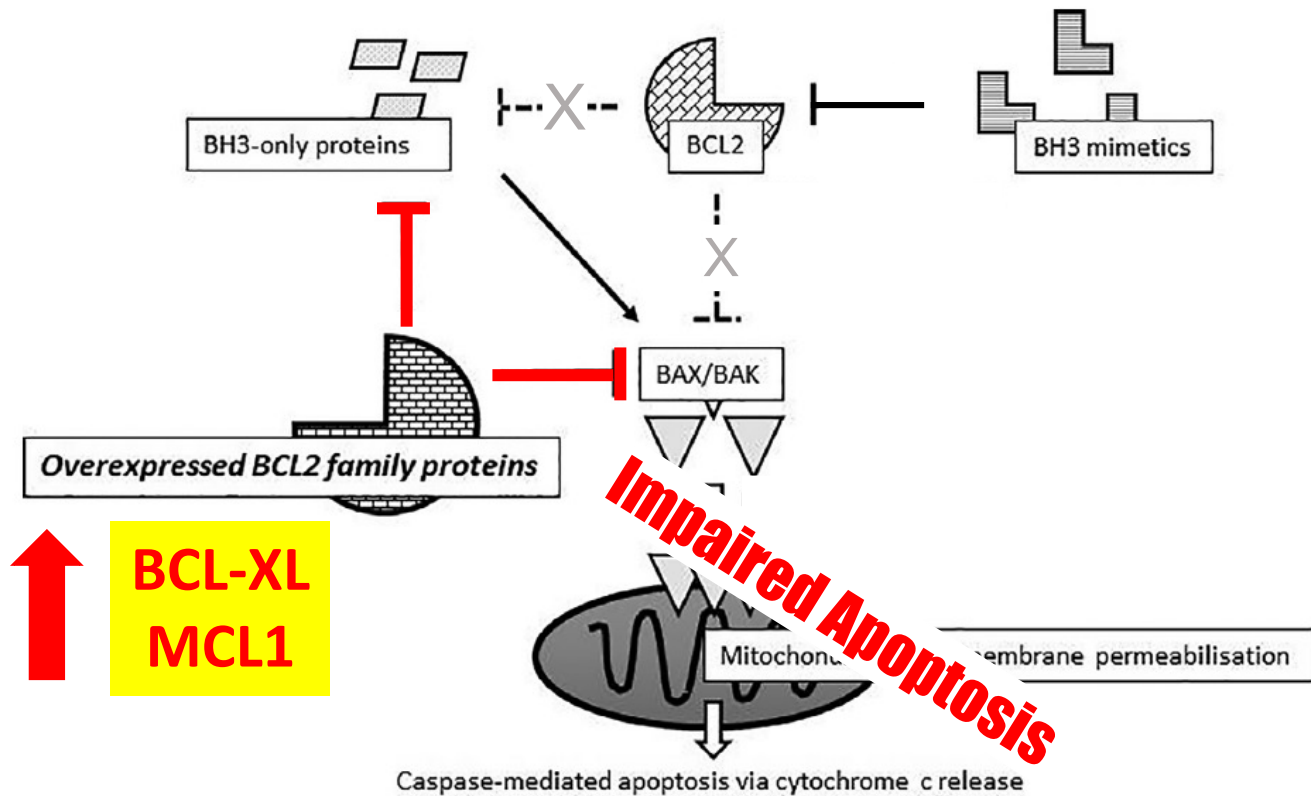 X
BH3-only proteins
BCL2
BH3 mimetics
X
BAX/BAK
Overexpressed BCL2 family proteins
BCL-XL
MCL1
Impaired Apoptosis
embrane permeabilisation
Caspase-mediated apoptosis via cytochrome c release